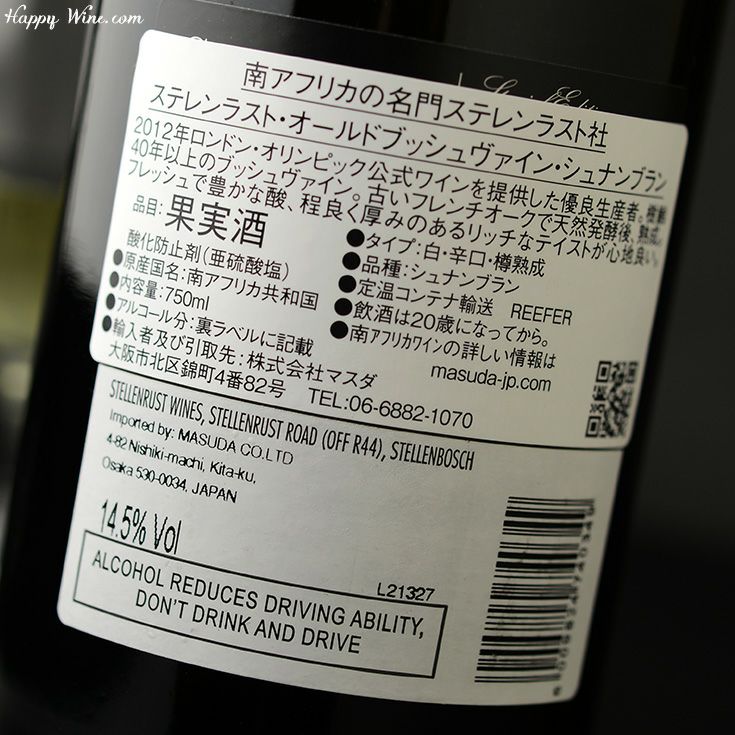 Happy Wine.com
南アフリカの名門ステレンラスト社
ステレンラスト・オールドブッシュヴァイン・シュナンブラン
2012年ロンドン・オリンピック公式ワインを提供した優良生産者。樹齢
40年以上のブッシュヴァイン。古いフレンチオークで天然発酵後、熟成。
フレッシュで豊かな酸、程良く厚みのあるリッチなテイストが心地良い。
品目：果実酒
酸化防止剤（亜硫酸塩）
●原産国名：南アフリカ共和国
●内容量：750ml
●アルコール分：裏ラベルに記載
●輸入者及び引取先：株式会社マスダ
大阪市北区錦町4番82号 TEL:06-6882-1070
●タイプ：白・辛口・樽熟成
●品種：シュナンブラン
●定温コンテナ輸送 REEFER
●飲酒は20歳になってから。
●南アフリカワインの詳しい情報は
masuda-jp.com
STELLENRUST WINES, STELLENRUST ROAD (OFF R44), STELLENBOSCH
Imported by: MASUDA CO.LTD
4-82 Nishiki-machi, Kita-ku,
Osaka 530-0034, JAPAN
14.5% Vol
L21327
ALCOHOL REDUCES DRIVING ABILITY,
DON'T DRINK AND DRIVE